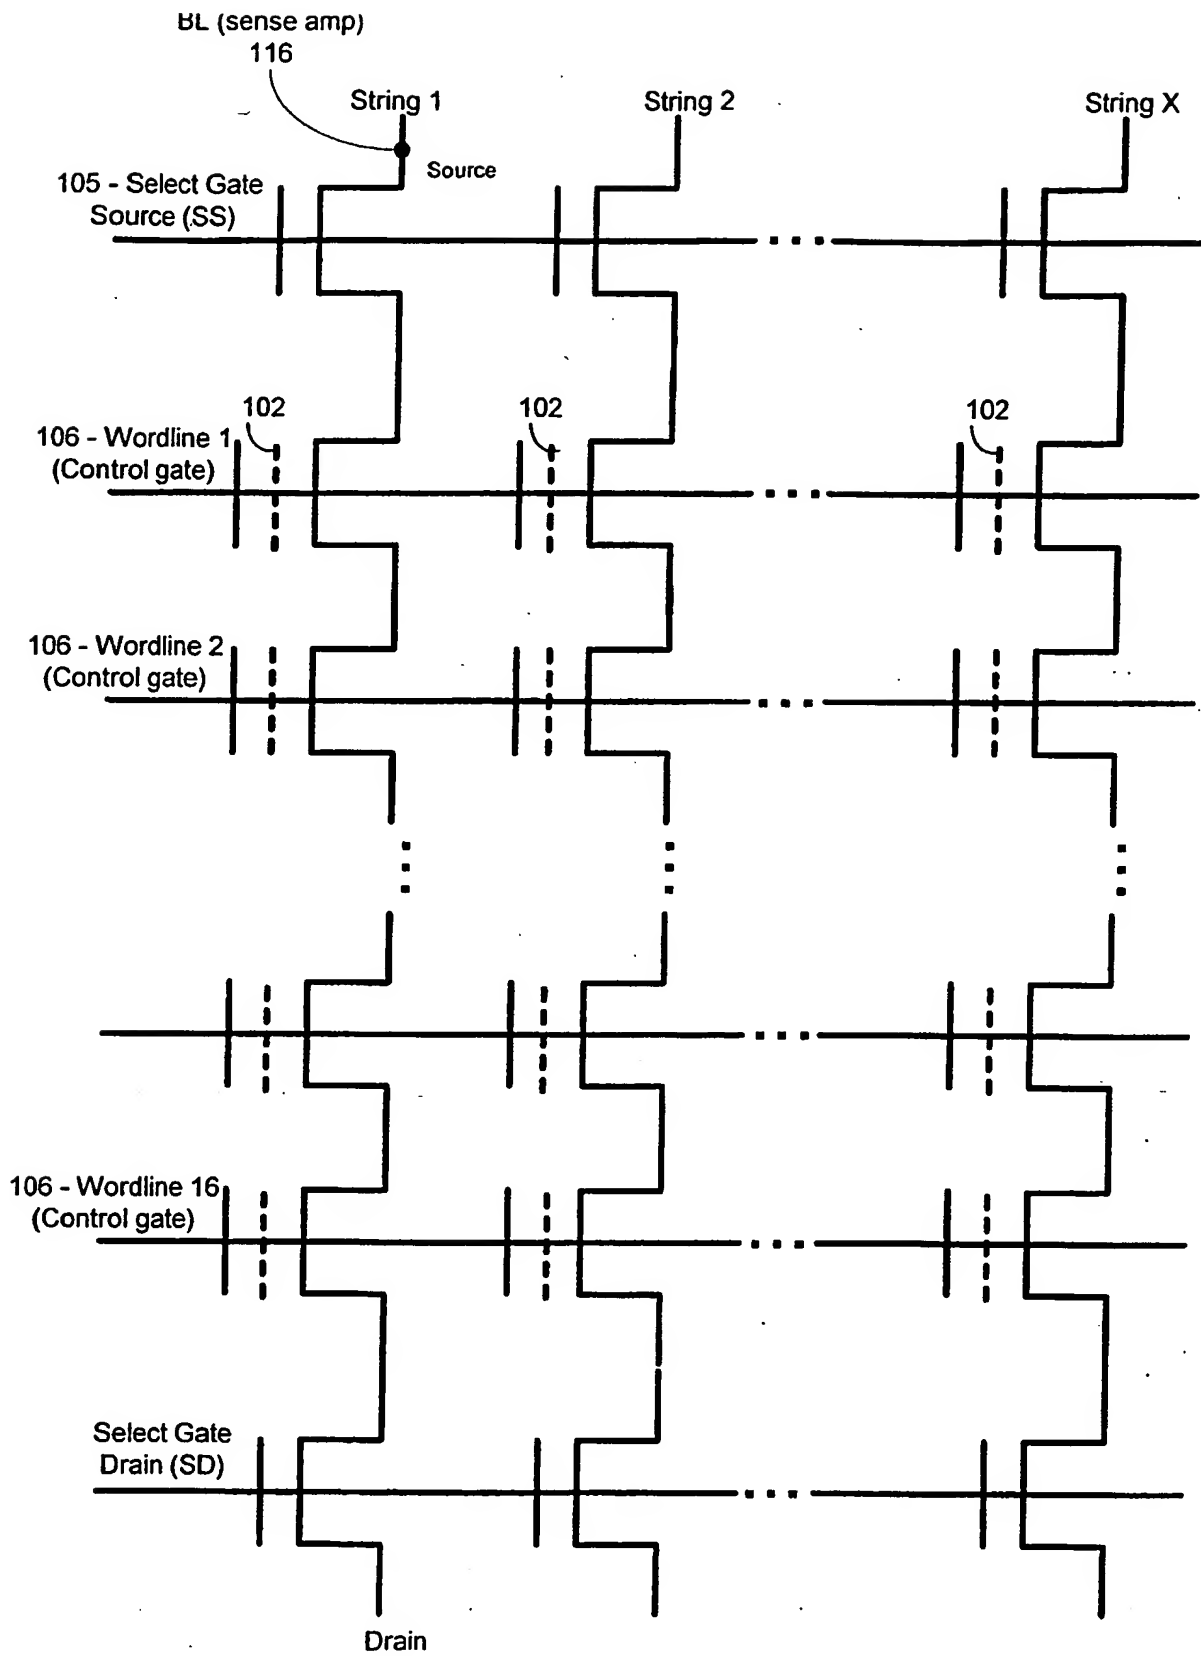 BL (sense amp)
116
String 1
String 2
String X
Source
105 - Select Gate
Source (SS)
102
102
102
106 - Wordline 1
(Control gate)
106 - Wordline 2
(Control gate)
106 - Wordline 16
(Control gate)
Select Gate
Drain (SD)
Drain